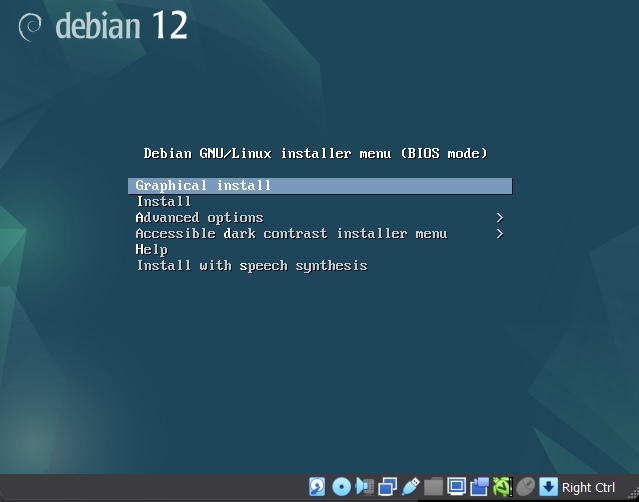 debian 12
Debian GNU/Linux installer menu (BIOS mode)
Graphical install
Install
Advanced options >
Accessible dark contrast installer menu >
Help
Install with speech synthesis
Right Ctrl